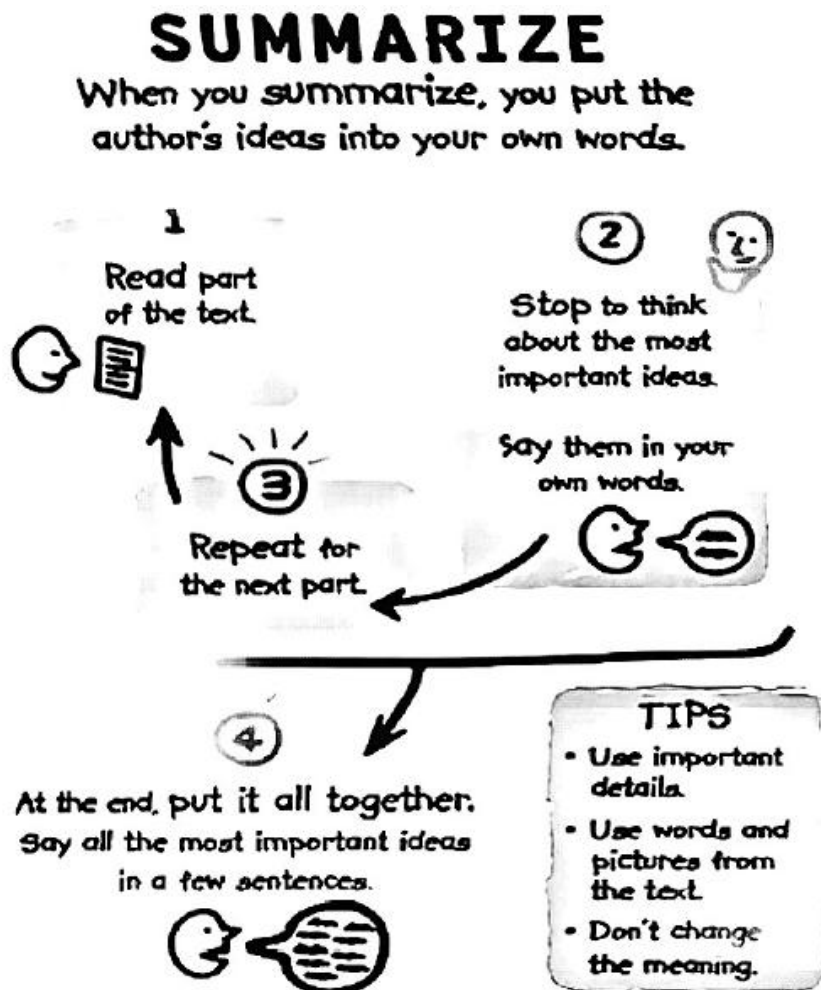 SUMMARIZE
When you summarize, you put the
author's ideas into your own words.
1
Read part
of the text.
2
Stop to think
about the most
important ideas.
Say them in your
own words.
3
Repeat for
the next part.
4
At the end, put it all together.
Say all the most important ideas
in a few sentences.
TIPS
• Use important
details.
• Use words and
pictures from
the text.
• Don't change
the meaning.